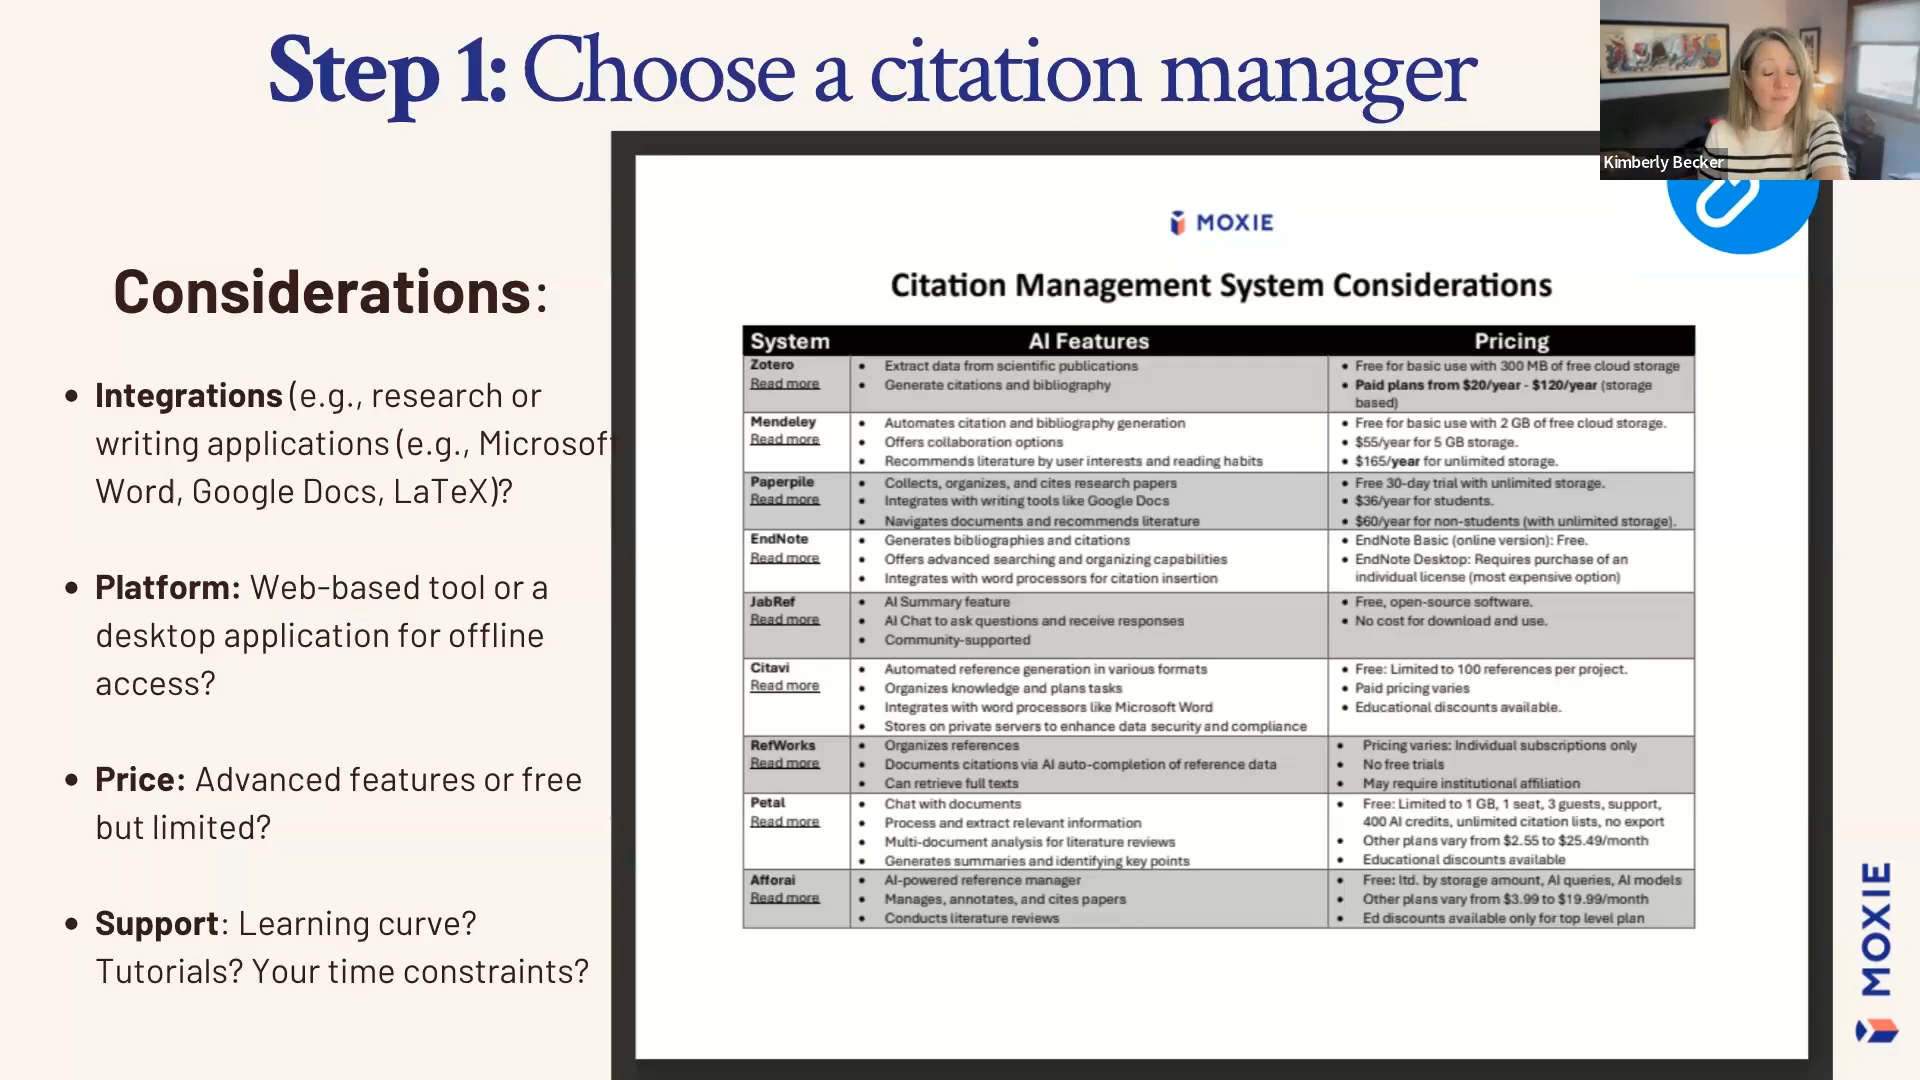 Step 1: Choose a citation manager
Kimberly Becker
Considerations:
• Integrations (e.g., research or
writing applications (e.g., Microsoft
Word, Google Docs, LaTeX)?
• Platform: Web-based tool or a
desktop application for offline
access?
• Price: Advanced features or free
but limited?
• Support: Learning curve?
Tutorials? Your time constraints?
MOXIE
Citation Management System Considerations
System AI Features Pricing
Zotero
Read more
• Extract data from scientific publications
• Generate citations and bibliography
• Free for basic use with 300 MB of free cloud storage
• Paid plans from $20/year - $120/year (storage
based)
Mendeley
Read more
• Automates citation and bibliography generation
• Offers collaboration options
• Recommends literature by user interests and reading habits
• Free for basic use with 2 GB of free cloud storage.
• $55/year for 5 GB storage.
• $165/year for unlimited storage.
Paperpile
Read more
• Collects, organizes, and cites research papers
• Integrates with writing tools like Google Docs
• Navigates documents and recommends literature
• Free 30-day trial with unlimited storage.
• $36/year for students.
• $60/year for non-students (with unlimited storage).
EndNote
Read more
• Generates bibliographies and citations
• Offers advanced searching and organizing capabilities
• Integrates with word processors for citation insertion
• EndNote Basic (online version): Free.
• EndNote Desktop: Requires purchase of an
individual license (most expensive option)
JabRef
Read more
• AI Summary feature
• AI Chat to ask questions and receive responses
• Community-supported
• Free, open-source software.
• No cost for download and use.
Citavi
Read more
• Automated reference generation in various formats
• Organizes knowledge and plans tasks
• Integrates with word processors like Microsoft Word
• Stores on private servers to enhance data security and compliance
• Free: Limited to 100 references per project.
• Paid pricing varies
• Educational discounts available.
RefWorks
Read more
• Organizes references
• Documents citations via AI auto-completion of reference data
• Can retrieve full texts
• Pricing varies: Individual subscriptions only
• No free trials
• May require institutional affiliation
Petal
Read more
• Chat with documents
• Process and extract relevant information
• Multi-document analysis for literature reviews
• Generates summaries and identifying key points
• Free: Limited to 1 GB, 1 seat, 3 guests, support,
400 AI credits, unlimited citation lists, no export
• Other plans vary from $2.55 to $25.49/month
• Educational discounts available
Afforai
Read more
• AI-powered reference manager
• Manages, annotates, and cites papers
• Conducts literature reviews
• Free: ltd. by storage amount, AI queries, AI models
• Other plans vary from $3.99 to $19.99/month
• Ed discounts available only for top level plan
MOXIE